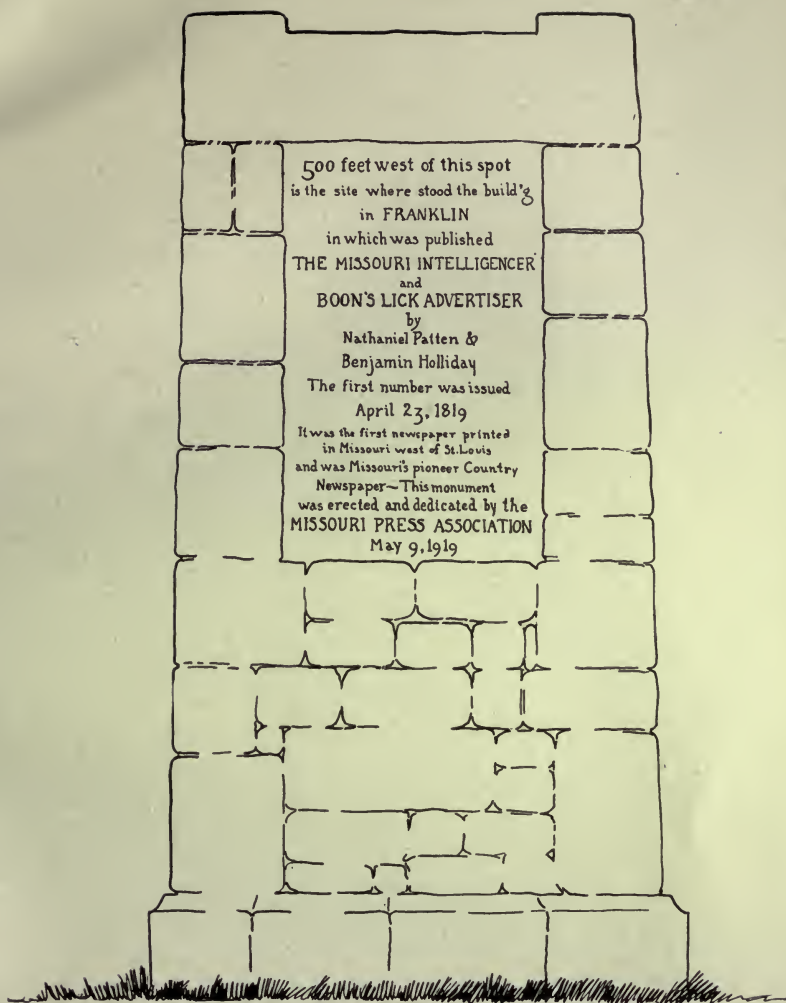 500 feet west of this spot
is the site where stood the build'g
in FRANKLIN
in which was published
THE MISSOURI INTELLIGENCER
and
BOON'S LICK ADVERTISER
by
Nathaniel Patten &
Benjamin Holliday
The first number was issued
April 23, 1819
It was the first newspaper printed
in Missouri west of St. Louis
and was Missouri's pioneer Country
Newspaper~This monument
was erected and dedicated by the
MISSOURI PRESS ASSOCIATION
May 9, 1919